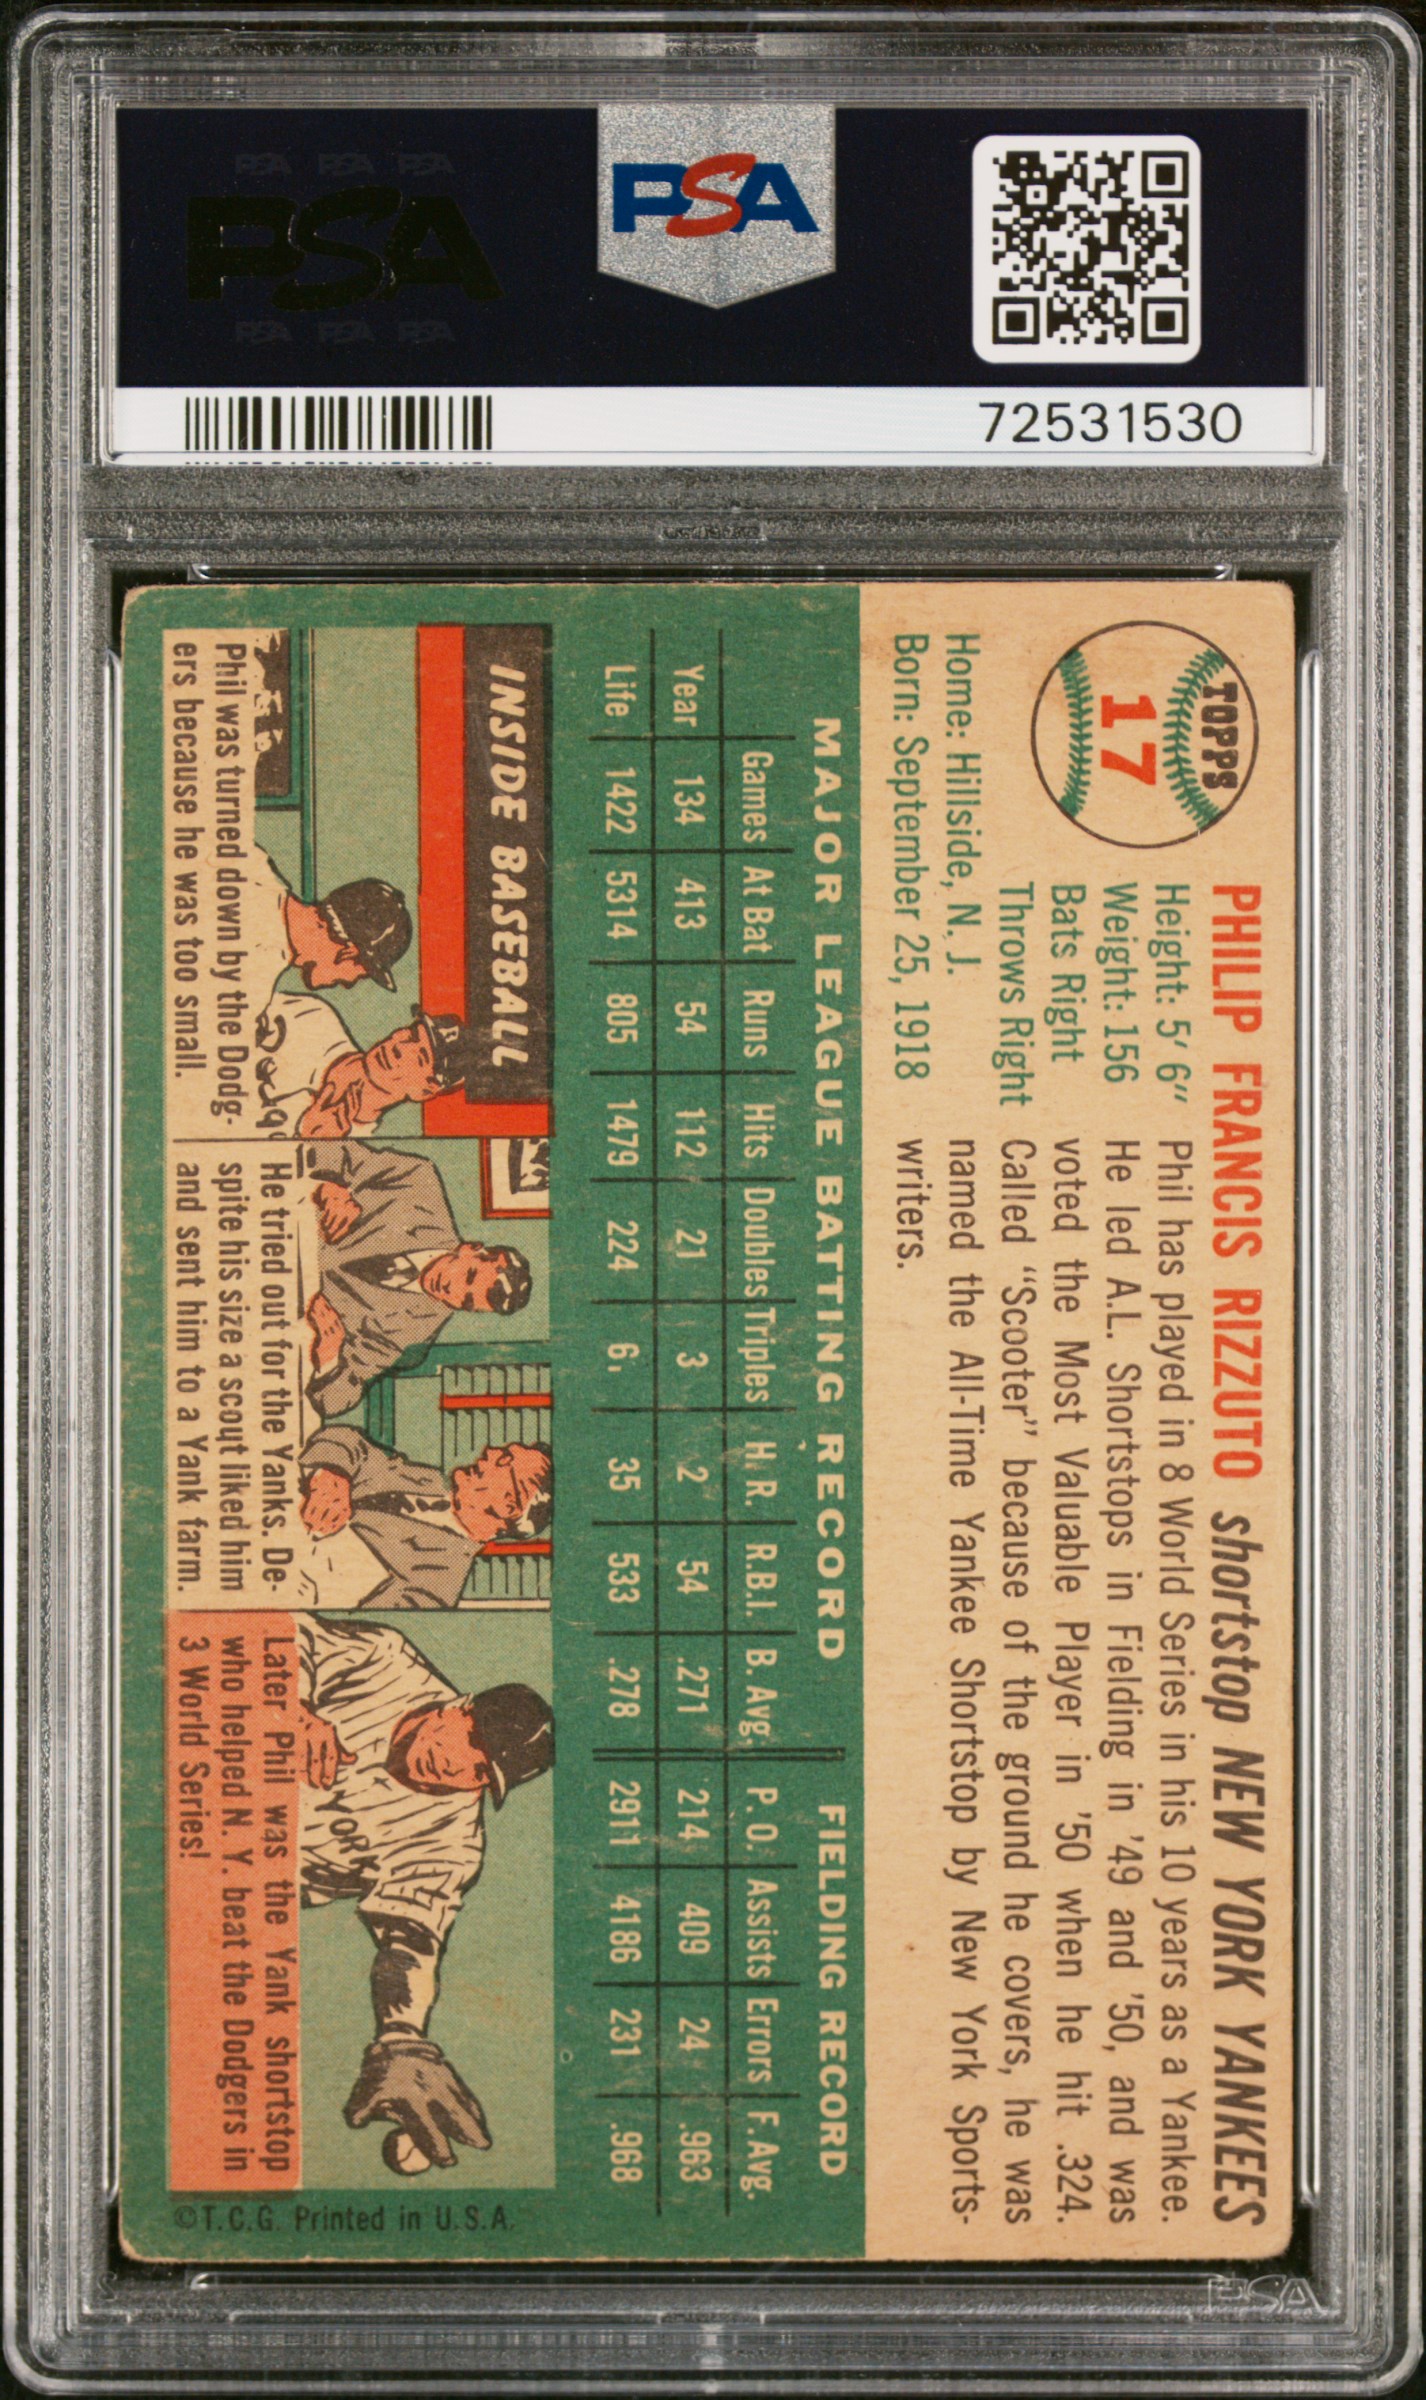 PSA PSA PSA
PSA
PSA PSA PSA
PSA
72531530
TOPPS
17
PHILIP FRANCIS RIZZUTO shortstop NEW YORK YANKEES
Height: 5' 6"
Weight: 156
Bats Right
Throws Right
Home: Hillside, N. J.
Born: September 25, 1918
Phil has played in 8 World Series in his 10 years as a Yankee.
He led A.L. Shortstops in Fielding in '49 and '50, and was
voted the Most Valuable Player in '50 when he hit .324.
Called "Scooter" because of the ground he covers, he was
named the All-Time Yankee Shortstop by New York Sports-
writers.
MAJOR LEAGUE BATTING RECORD FIELDING RECORD
Games At Bat Runs Hits Doubles Triples H. R. R.B.I. B. Avg. P. O. Assists Errors F. Avg.
Year 134 413 54 112 21 3 2 54 .271 214 409 24 .963
Life 1422 5314 805 1479 224 6. 35 533 .278 2911 4186 231 .968
INSIDE BASEBALL
B
Dodg
Phil was turned down by the Dodg-
ers because he was too small.
He tried out for the Yanks. De-
spite his size a scout liked him
and sent him to a Yank farm.
YORK
Later Phil was the Yank shortstop
who helped N. Y. beat the Dodgers in
3 World Series!
©T.C.G. Printed in U.S.A.
PSA